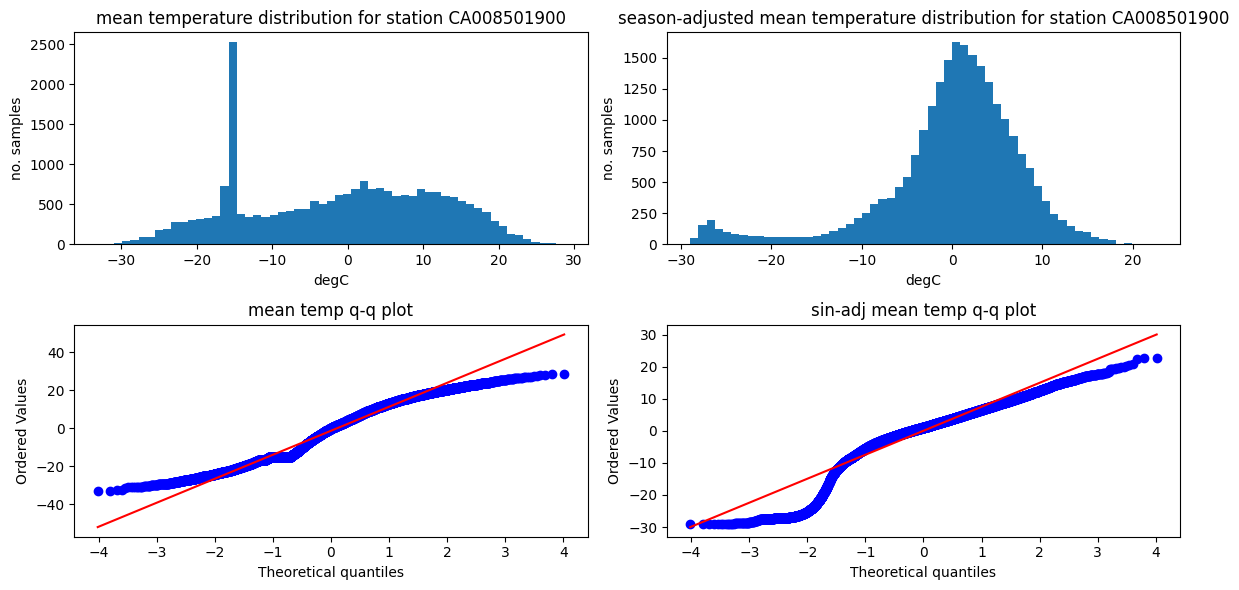 mean temperature distribution for station CA008501900
2500
2000
1500
1000
500
0
no. samples
−30 −20 −10 0 10 20 30
degC
season-adjusted mean temperature distribution for station CA008501900
1500
1250
1000
750
500
250
0
no. samples
−30 −20 −10 0 10 20
degC
mean temp q-q plot
40
20
0
−20
−40
Ordered Values
−4 −3 −2 −1 0 1 2 3 4
Theoretical quantiles
sin-adj mean temp q-q plot
30
20
10
0
−10
−20
−30
Ordered Values
−4 −3 −2 −1 0 1 2 3 4
Theoretical quantiles